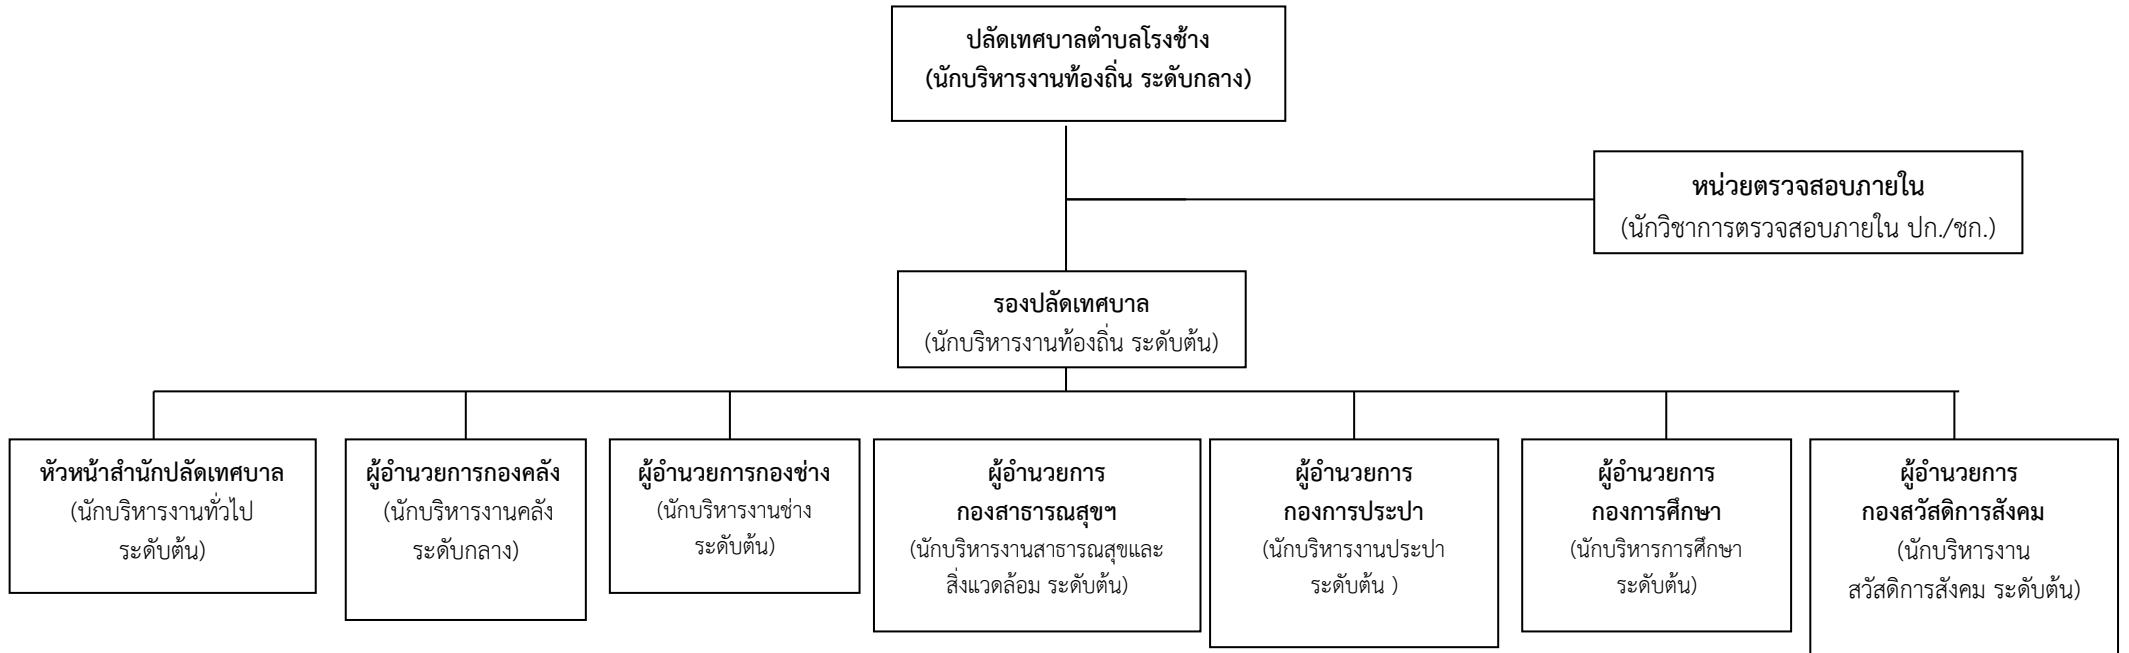 ปลัดเทศบาลตำบลโรงช้าง
(นักบริหารงานท้องถิ่น ระดับกลาง)
หน่วยตรวจสอบภายใน
(นักวิชาการตรวจสอบภายใน ปก./ชก.)
รองปลัดเทศบาล
(นักบริหารงานท้องถิ่น ระดับต้น)
หัวหน้าสำนักปลัดเทศบาล
(นักบริหารงานทั่วไป
ระดับต้น)
ผู้อำนวยการกองคลัง
(นักบริหารงานคลัง
ระดับกลาง)
ผู้อำนวยการกองช่าง
(นักบริหารงานช่าง
ระดับต้น)
ผู้อำนวยการ
กองสาธารณสุขฯ
(นักบริหารงานสาธารณสุขและ
สิ่งแวดล้อม ระดับต้น)
ผู้อำนวยการ
กองการประปา
(นักบริหารงานประปา
ระดับต้น )
ผู้อำนวยการ
กองการศึกษา
(นักบริหารการศึกษา
ระดับต้น)
ผู้อำนวยการ
กองสวัสดิการสังคม
(นักบริหารงาน
สวัสดิการสังคม ระดับต้น)